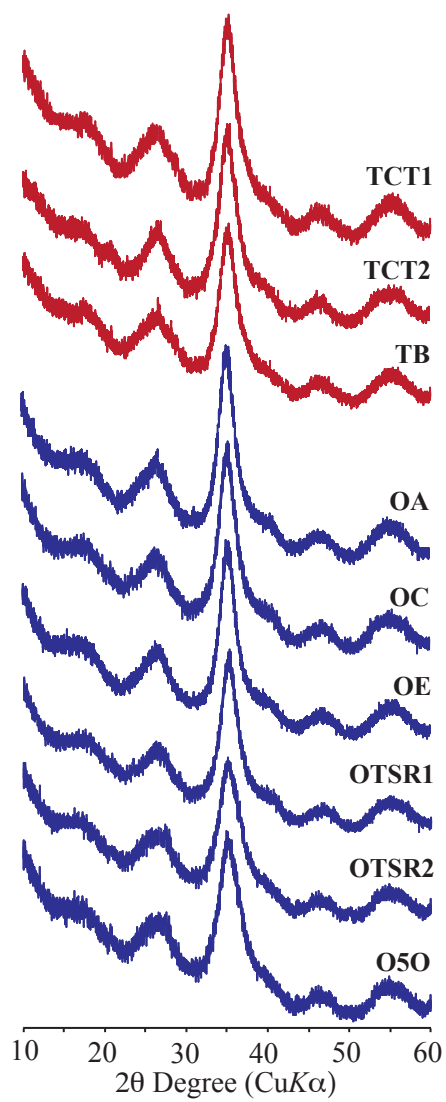 TCT1
TCT2
TB
OA
OC
OE
OTSR1
OTSR2
O5O
10 20 30 40 50 60
2θ Degree (CuKα)